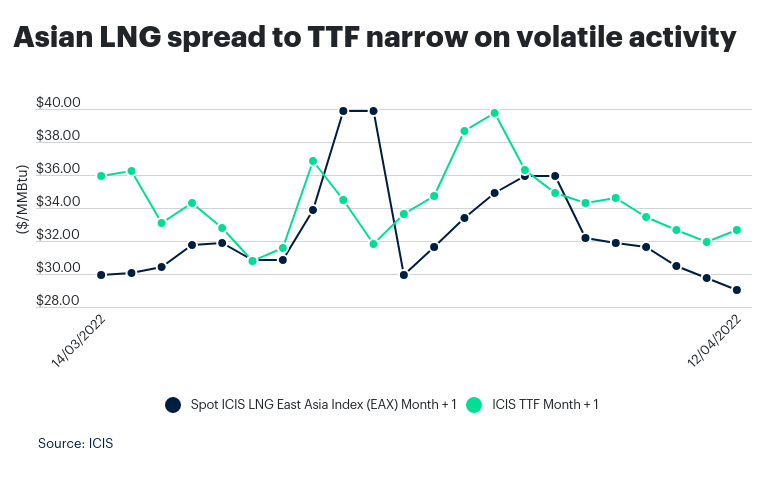 Asian LNG spread to TTF narrow on volatile activity
($/MMBtu)
$40.00
$38.00
$36.00
$34.00
$32.00
$30.00
$28.00
14/03/2022
12/04/2022
Spot ICIS LNG East Asia Index (EAX) Month + 1
ICIS TTF Month + 1
Source: ICIS